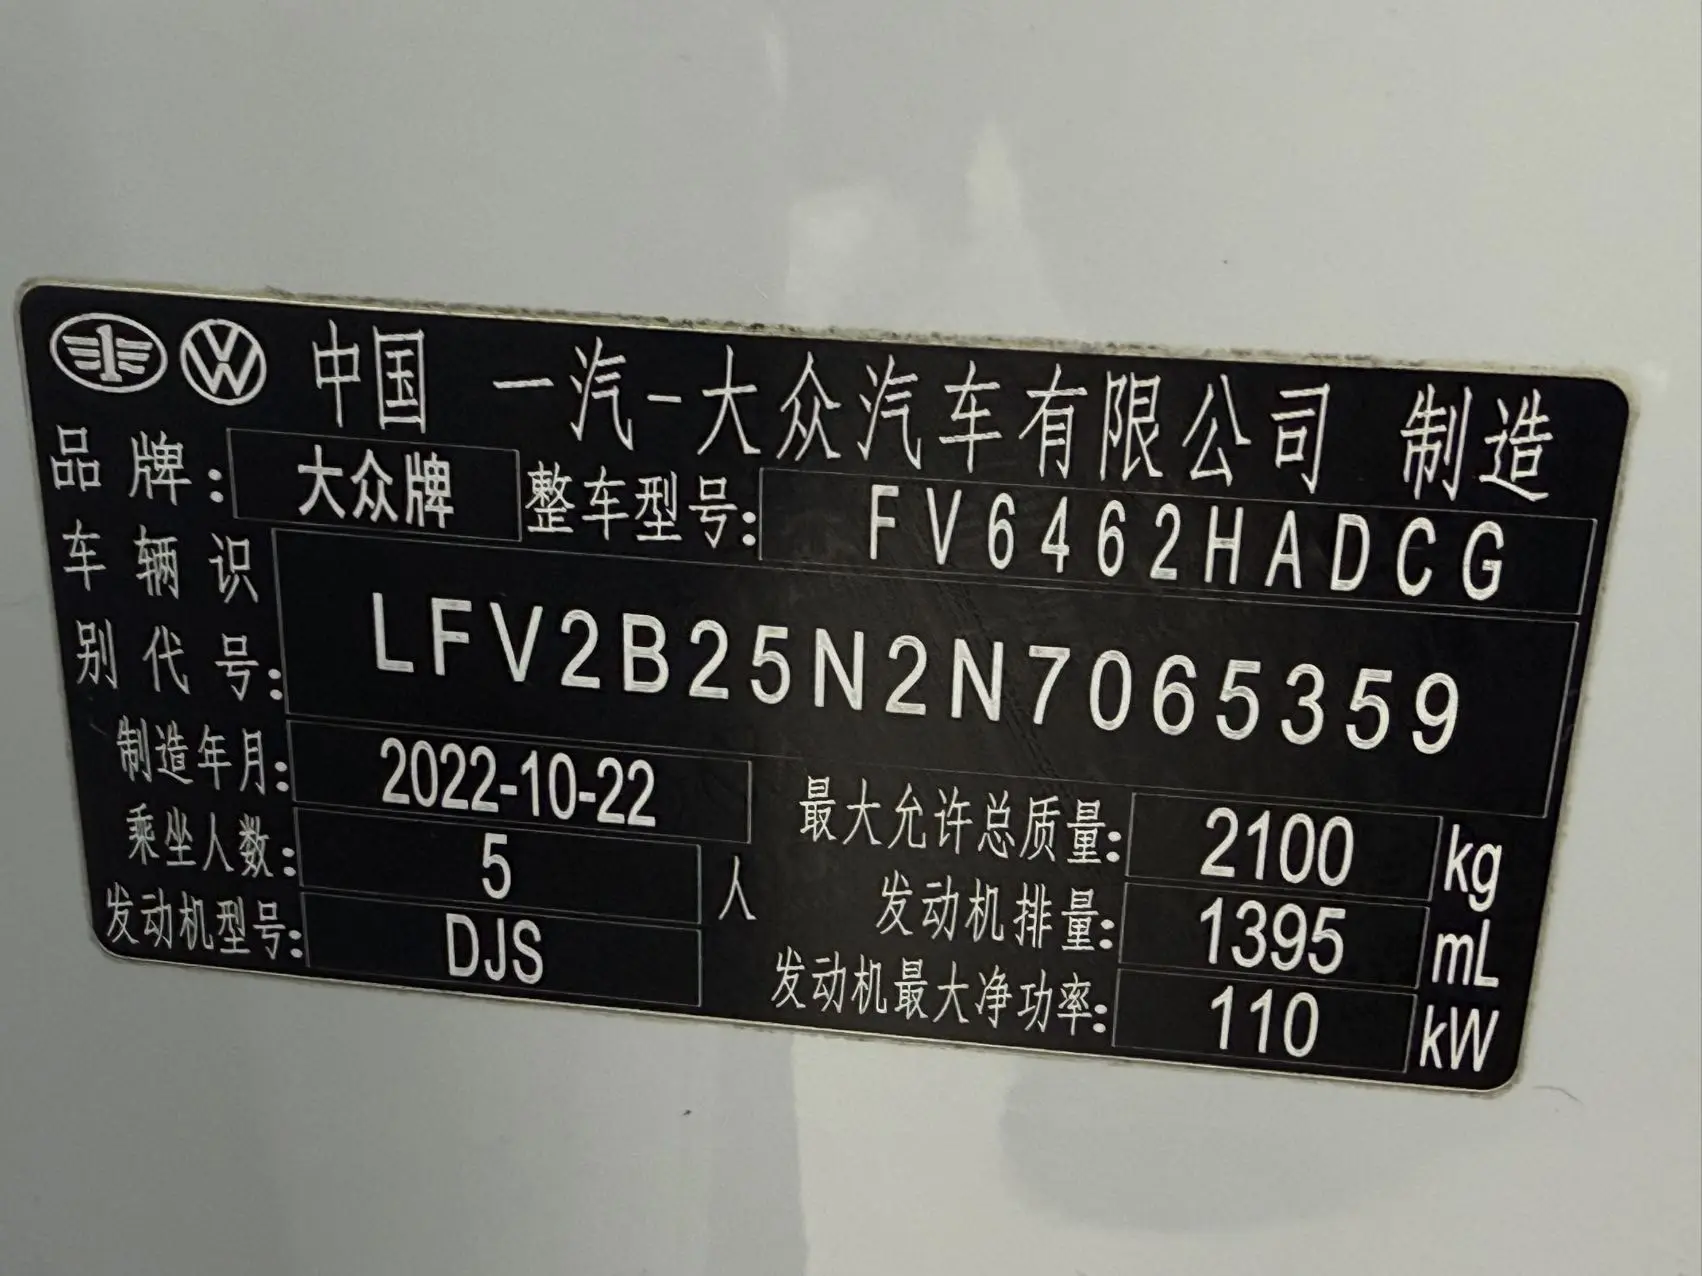 中国 一汽-大众汽车有限公司 制造
品牌: 大众牌 整车型号: FV6462HADCG
车辆识别代号: LFV2B25N2N7065359
制造年月: 2022-10-22
最大允许总质量: 2100 kg
乘坐人数: 5 人
发动机排量: 1395 mL
发动机型号: DJS
发动机最大净功率: 110 kW